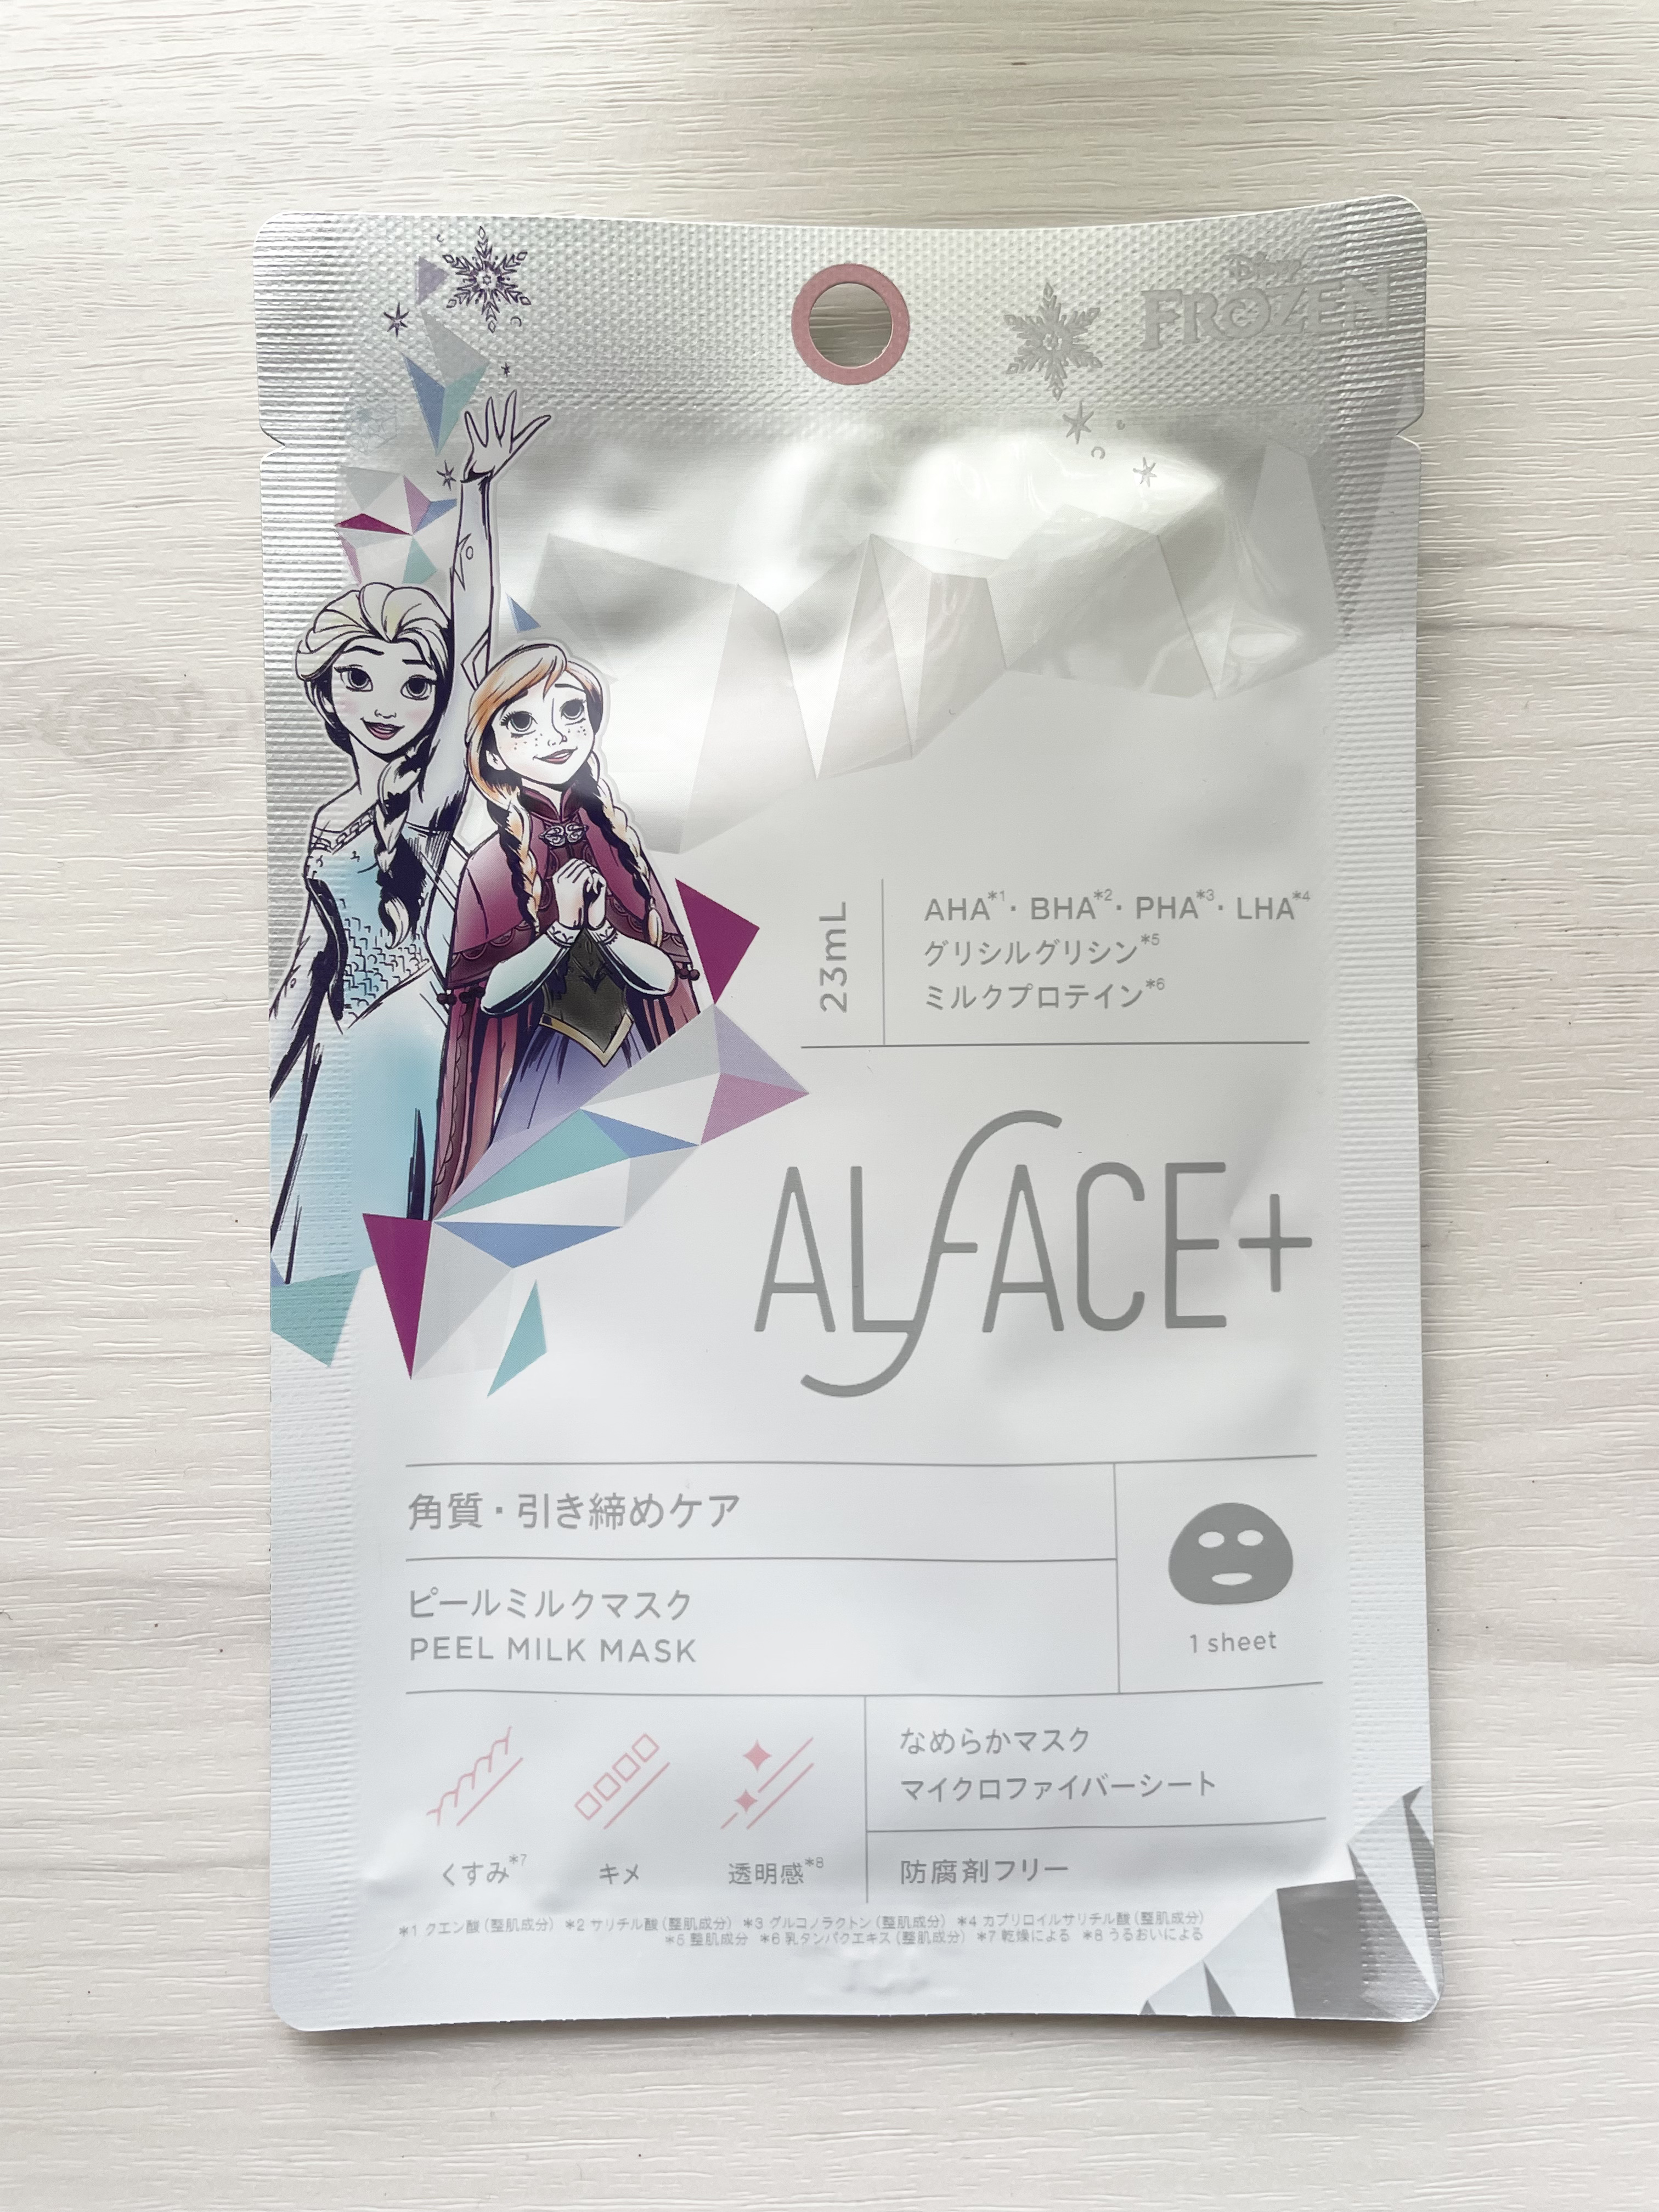 Disney
FROZEN
23mL
AHA*1・BHA*2・PHA*3・LHA*4
グリシルグリシン*5
ミルクプロテイン*6
ALFACE+
角質・引き締めケア
ピールミルクマスク
PEEL MILK MASK
1 sheet
くすみ*7
キメ
透明感*8
なめらかマスク
マイクロファイバーシート
防腐剤フリー
*1 クエン酸（整肌成分） *2 サリチル酸（整肌成分） *3 グルコノラクトン（整肌成分） *4 カプリロイルサリチル酸（整肌成分）
*5 整肌成分 *6 乳タンパクエキス（整肌成分） *7 乾燥による *8 うるおいによる